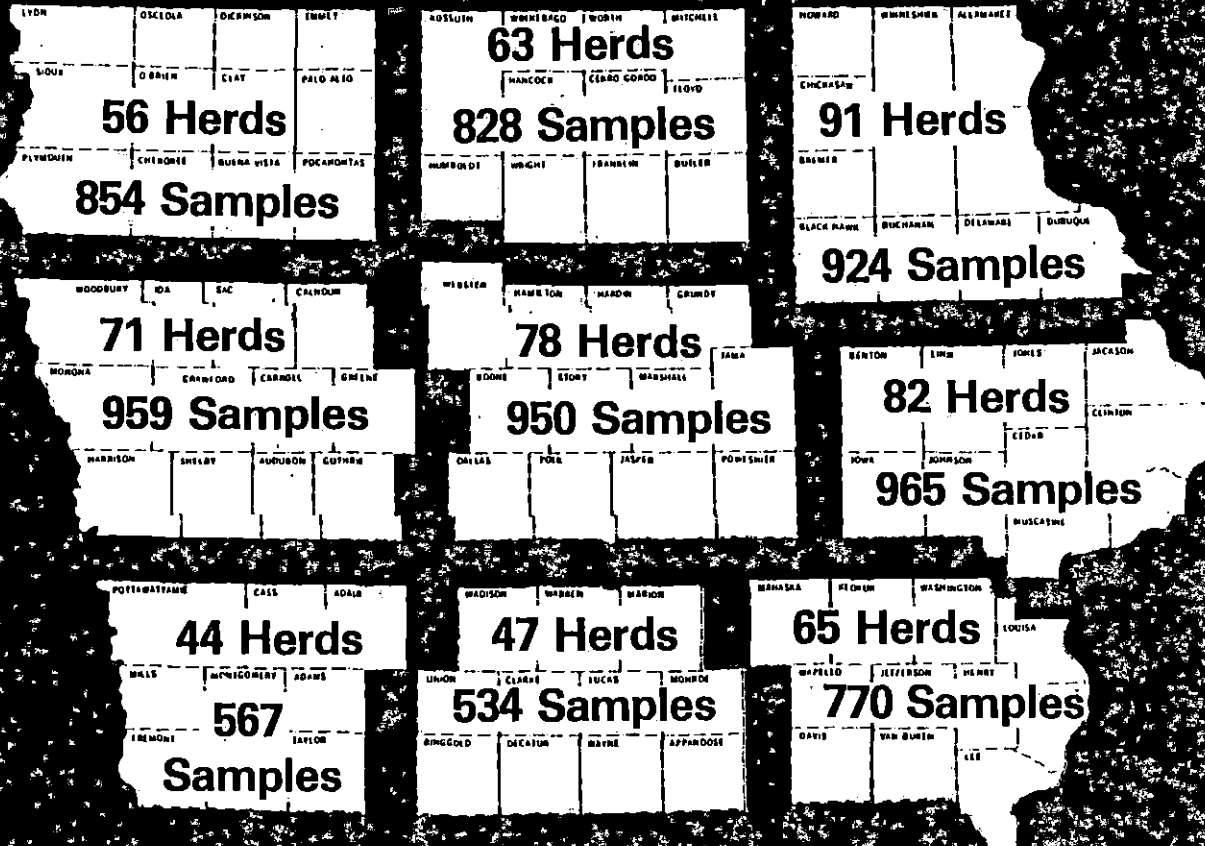 LYON OSCEOLA DICKINSON EMMET
SIOUX O'BRIEN CLAY PALO ALTO
56 Herds
PLYMOUTH CHEROKEE BUENA VISTA POCAHONTAS
854 Samples
KOSSUTH WINNEBAGO WORTH MITCHELL
63 Herds
HANCOCK CERRO GORDO FLOYD
828 Samples
HUMBOLDT WRIGHT FRANKLIN BUTLER
HOWARD WINNESHIEK ALLAMAKEE
CHICKASAW
91 Herds
BREMER
BLACK HAWK BUCHANAN DELAWARE DUBUQUE
924 Samples
WOODBURY IDA SAC CALHOUN
71 Herds
MONONA CRAWFORD CARROLL GREENE
959 Samples
HARRISON SHELBY AUDUBON GUTHRIE
WEBSTER HAMILTON HARDIN GRUNDY
78 Herds
TAMA
BOONE STORY MARSHALL
950 Samples
DALLAS POLK JASPER POWESHIEK
BENTON LINN JONES JACKSON
82 Herds
CLINTON
CEDAR
IOWA JOHNSON
965 Samples
MUSCATINE
POTTAWATTAMIE CASS ADAIR
44 Herds
MILLS MONTGOMERY ADAMS
567
FREMONT TAYLOR
Samples
MADISON WARREN MARION
47 Herds
UNION CLARKE LUCAS MONROE
534 Samples
RINGGOLD DECATUR WAYNE APPANOOSE
MAHASKA KEOKUK WASHINGTON
65 Herds
LOUISA
WAPELLO JEFFERSON HENRY
770 Samples
DAVIS VAN BUREN
LEE